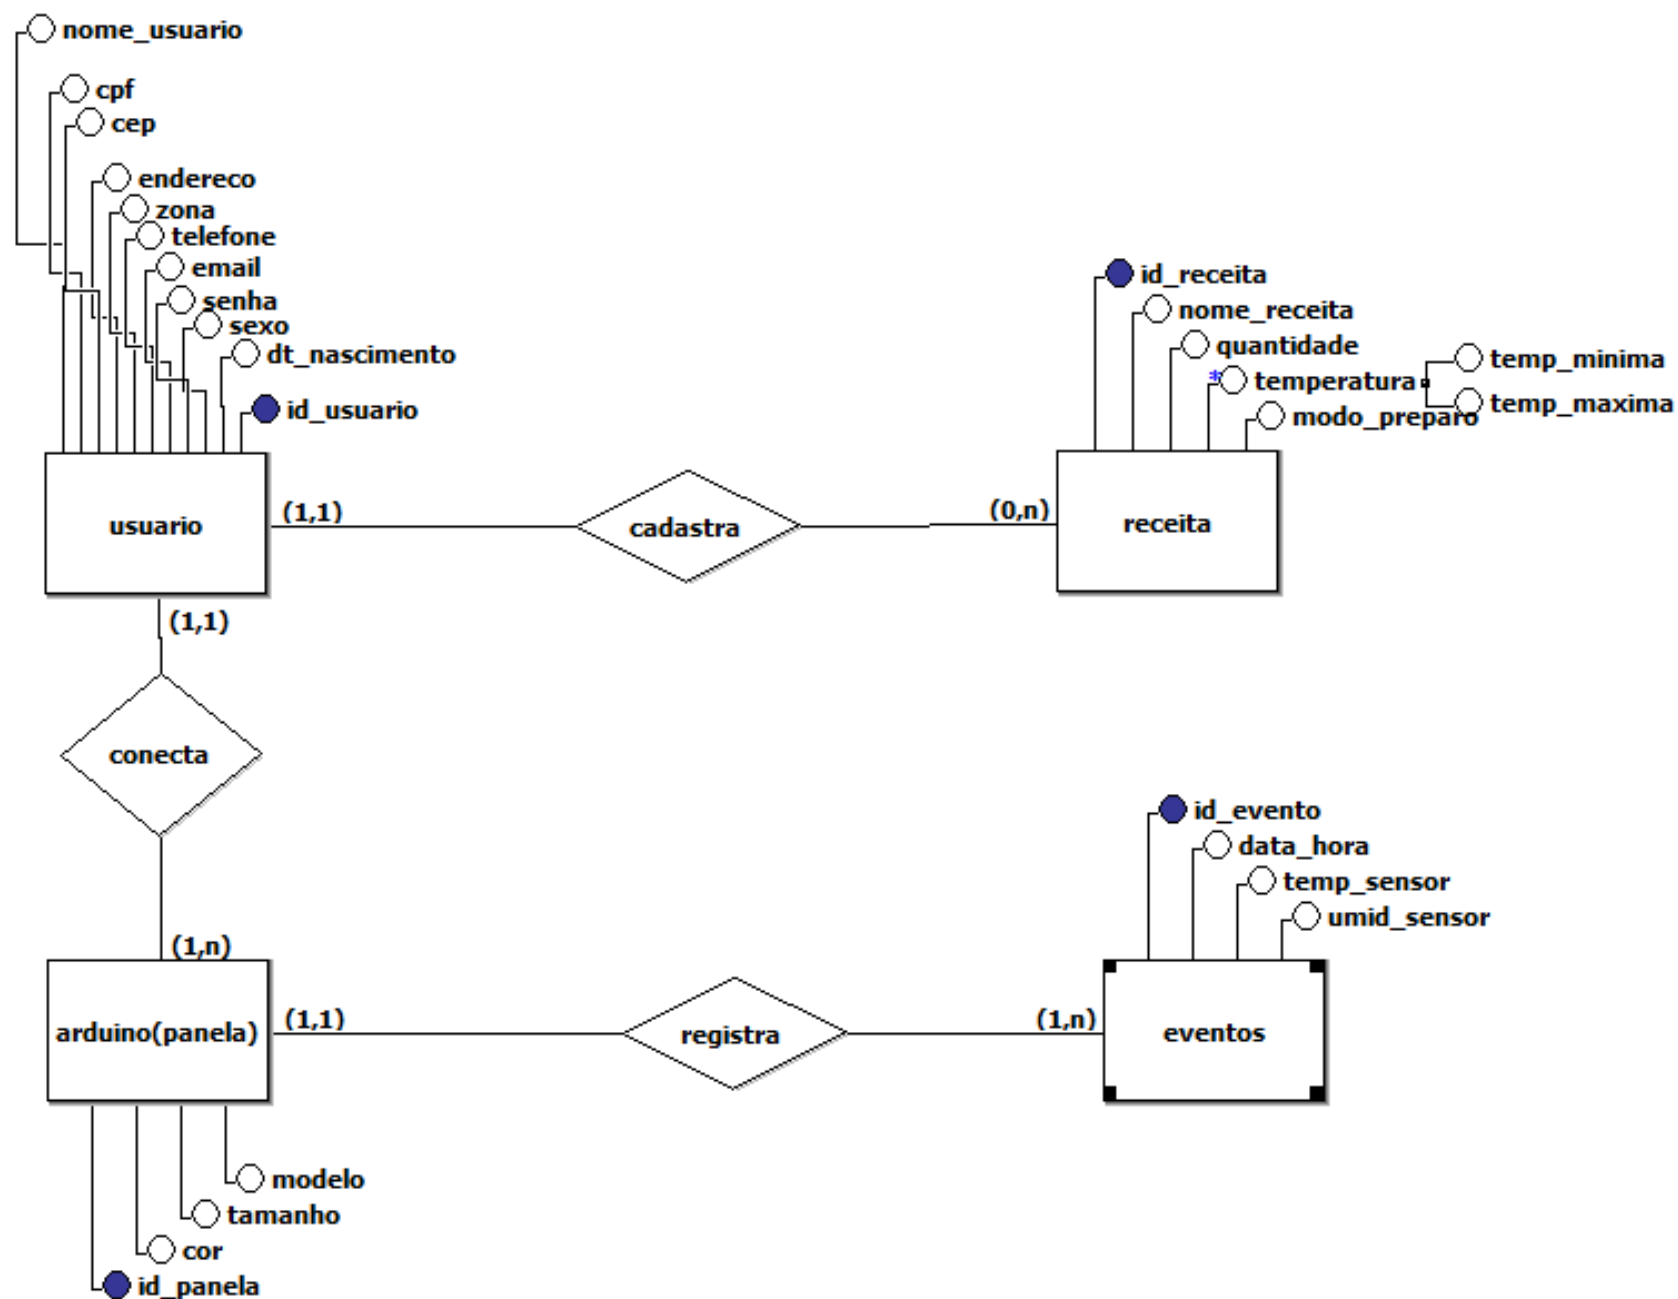 nome_usuario
cpf
cep
endereco
zona
telefone
email
senha
sexo
dt_nascimento
id_usuario
id_receita
nome_receita
quantidade
*temperatura
temp_minima
temp_maxima
modo_preparo
usuario
(1,1)
cadastra
(0,n)
receita
(1,1)
conecta
(1,n)
id_evento
data_hora
temp_sensor
umid_sensor
arduino(panela)
(1,1)
registra
(1,n)
eventos
modelo
tamanho
cor
id_panela